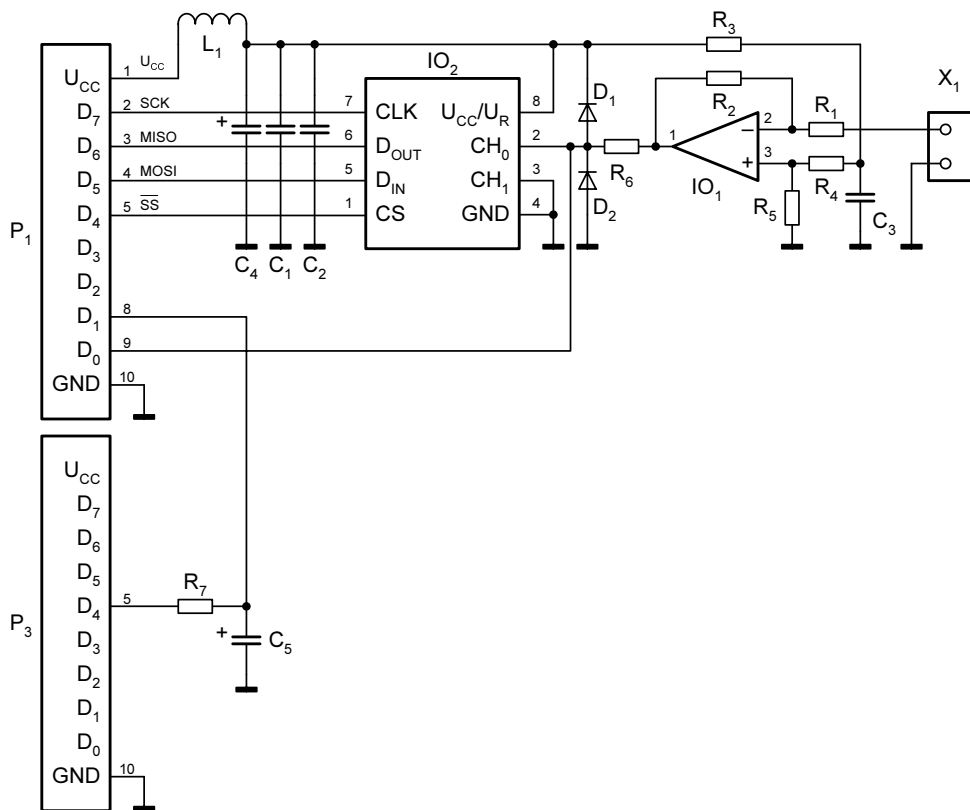 L1
R3
1 UCC
UCC
IO2
D1
R2
X1
D7 2 SCK
7 CLK UCC/UR 8
R1
D6 3 MISO
+
6 DOUT CH0 2
1 − 2
D5 4 MOSI
5 DIN CH1 3
R6
+ 3
IO1
R4
D4 5 SS
1 CS GND 4
D2
R5
C3
P1
D3
C4 C1 C2
D2
D1 8
D0 9
GND 10
UCC
D7
D6
D5
R7
D4 5
P3
+ C5
D3
D2
D1
D0
GND 10